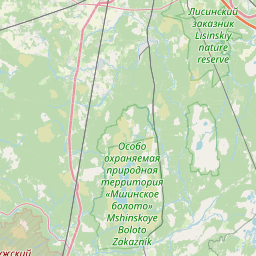 Лисинский
заказник
Lisinskiy
nature
reserve
Особо
охраняемая
природная
территория
«Мшинское
болото»
Mshinskoye
Boloto
Zakaznik